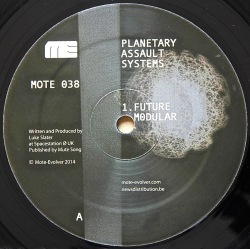 ME
PLANETARY
ASSAULT
SYSTEMS
MOTE 038
1. FUTURE
MODULAR
Written and Produced by
Luke Slater
at Spacestation Ø UK
Published by Mute Song
© Mote-Evolver 2014
mote-evolver.com
newsdistribution.be
A